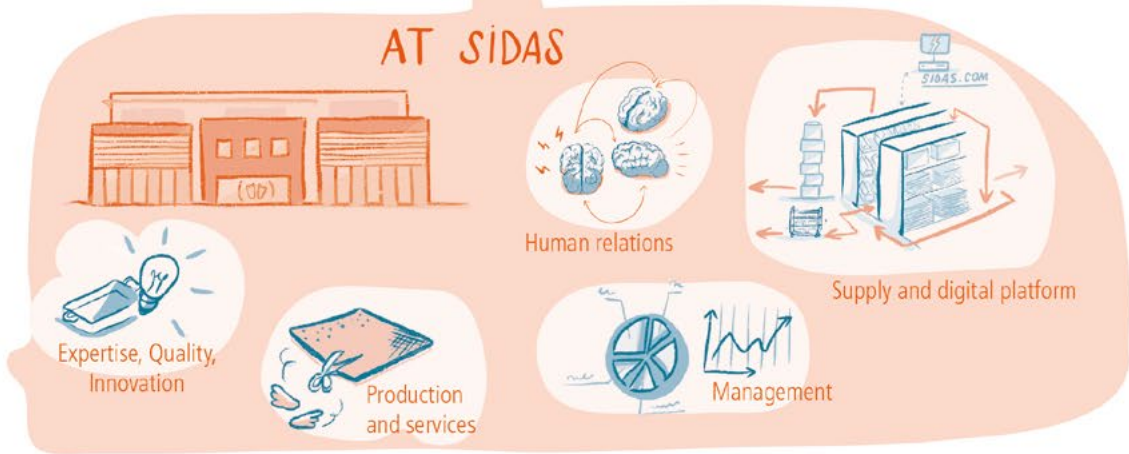 AT SIDAS
SIDAS.COM
Human relations
Supply and digital platform
Expertise, Quality,
Innovation
Production
and services
Management